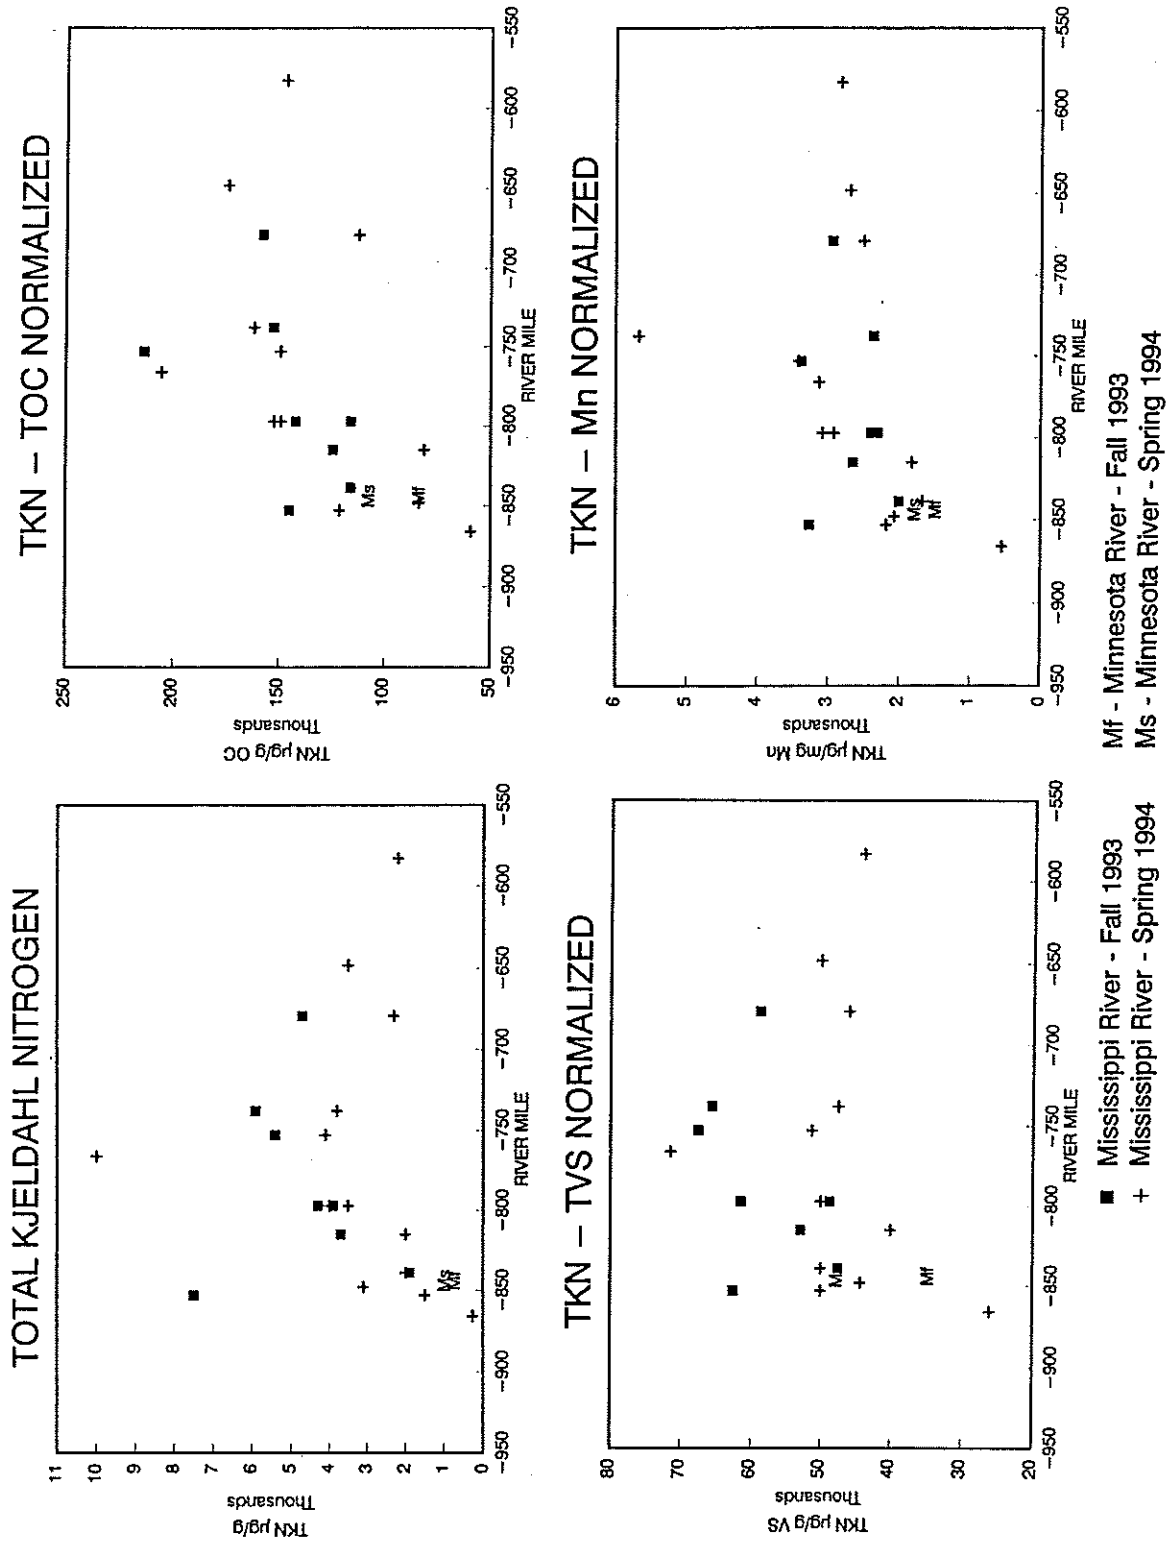 TOTAL KJELDAHL NITROGEN
TKN µg/g
Thousands
11
10
9
8
7
6
5
4
3
2
1
0
Ms
Mf
−950 −900 −850 −800 −750 −700 −650 −600 −550
RIVER MILE
TKN – TOC NORMALIZED
TKN µg/g OC
Thousands
250
200
150
100
50
Ms
Mf
−950 −900 −850 −800 −750 −700 −650 −600 −550
RIVER MILE
TKN – TVS NORMALIZED
TKN µg/g VS
Thousands
80
70
60
50
40
30
20
Ms
Mf
−950 −900 −850 −800 −750 −700 −650 −600 −550
RIVER MILE
TKN – Mn NORMALIZED
TKN µg/mg Mn
Thousands
6
5
4
3
2
1
0
Ms
Mf
−950 −900 −850 −800 −750 −700 −650 −600 −550
RIVER MILE
■ Mississippi River - Fall 1993
+ Mississippi River - Spring 1994
Mf - Minnesota River - Fall 1993
Ms - Minnesota River - Spring 1994